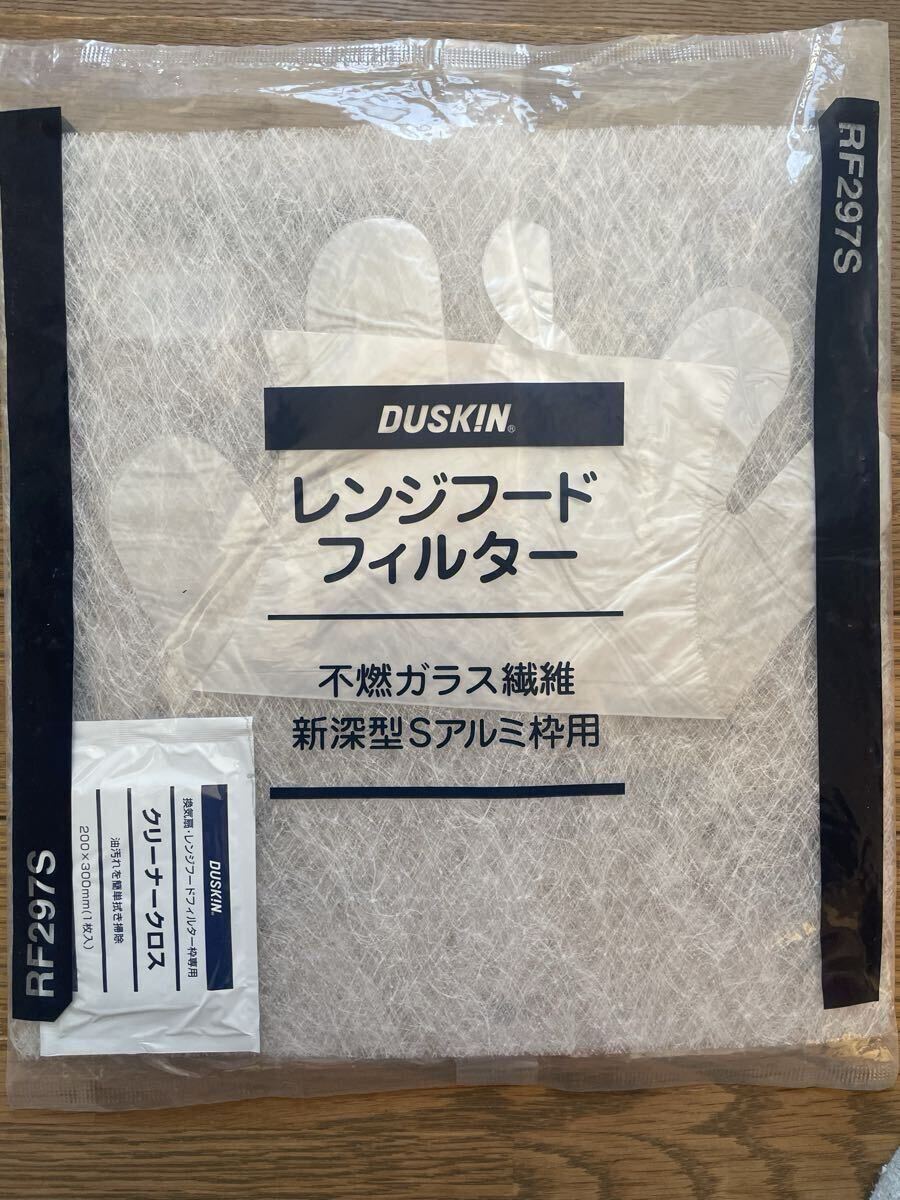 RF297S
DUSKIN®
レンジフード
フィルター
不燃ガラス繊維
新深型Sアルミ枠用
RF297S
DUSKIN®
換気扇・レンジフードフィルター枠専用
クリーナークロス
油汚れを簡単拭き掃除
200×300mm(1枚入)